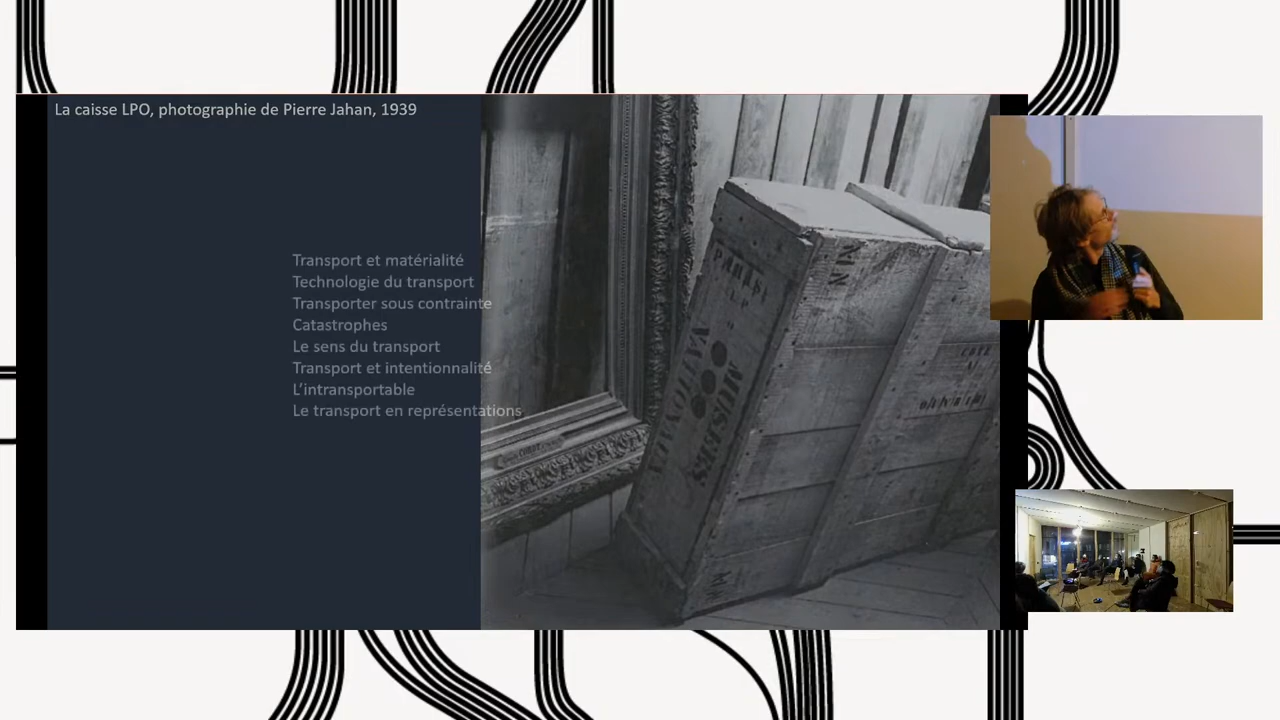 La caisse LPO, photographie de Pierre Jahan, 1939
Transport et matérialité
Technologie du transport
Transporter sous contrainte
Catastrophes
Le sens du transport
Transport et intentionnalité
L'intransportable
Le transport en représentations
MUSEES
NATIONAUX